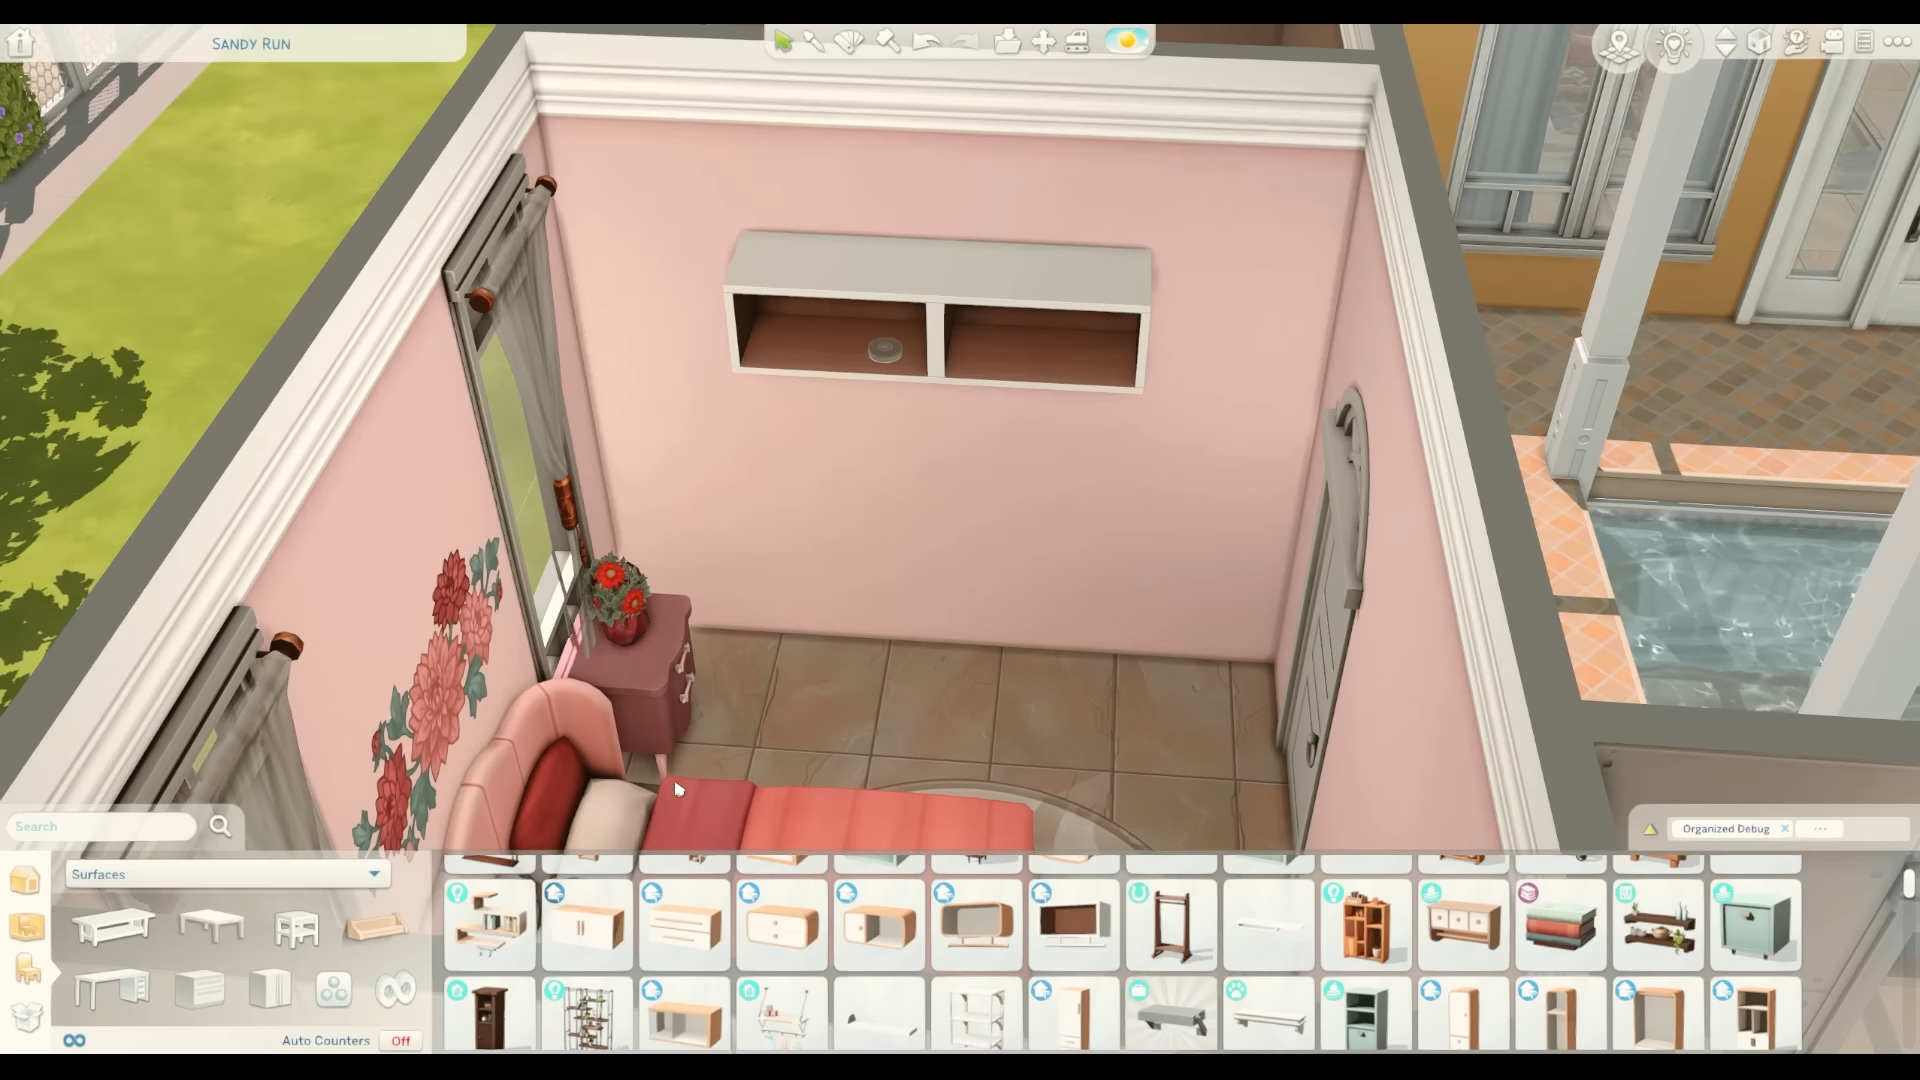 SANDY RUN
Search
Organized Debug
Surfaces
Auto Counters
Off